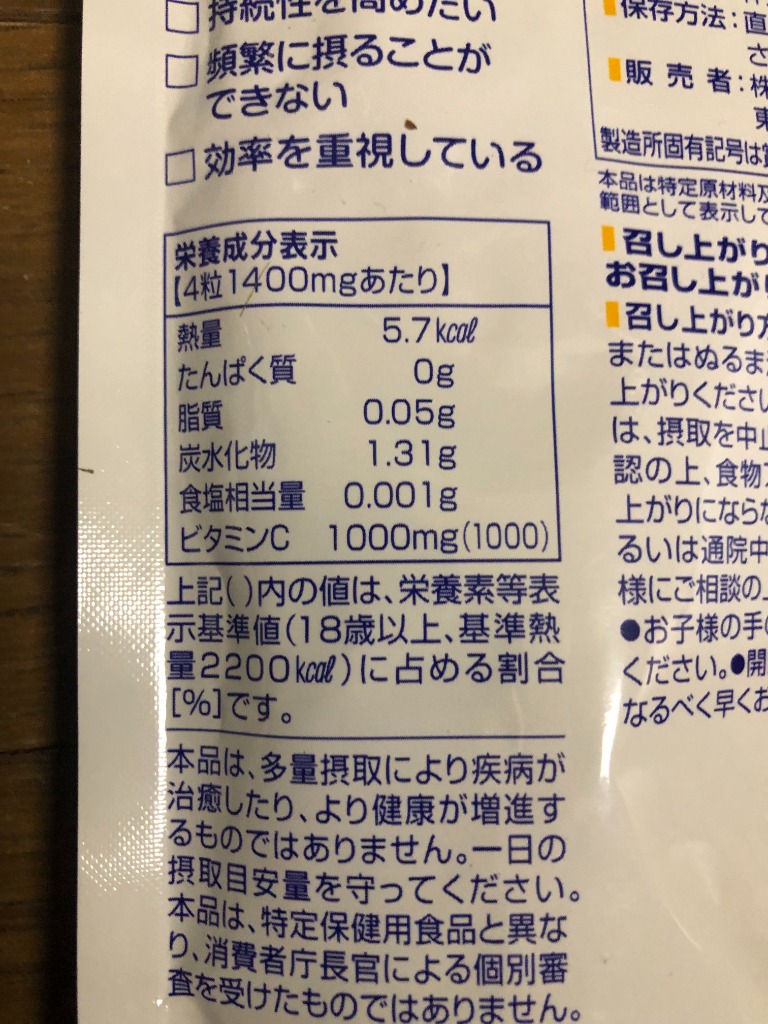 持続性を高めたい
頻繁に摂ることが
できない
効率を重視している
栄養成分表示
【4粒1400mgあたり】
熱量 5.7kcal
たんぱく質 0g
脂質 0.05g
炭水化物 1.31g
食塩相当量 0.001g
ビタミンC 1000mg(1000)
上記( )内の値は、栄養素等表
示基準値(18歳以上、基準熱
量2200kcal)に占める割合
[%]です。
本品は、多量摂取により疾病が
治癒したり、より健康が増進す
るものではありません。一日の
摂取目安量を守ってください。
本品は、特定保健用食品と異な
り、消費者庁長官による個別審
査を受けたものではありません。
保存方法:直
さ
販売者:株
東
製造所固有記号は
本品は特定原材料及
範囲として表示して
召し上がり
お召し上が
召し上がり方
またはぬるま
上がりくださ
は、摂取を中止
認の上、食物
上がりにならな
るいは通院中
様にご相談の上
●お子様の手の
ください。●開
なるべく早くお